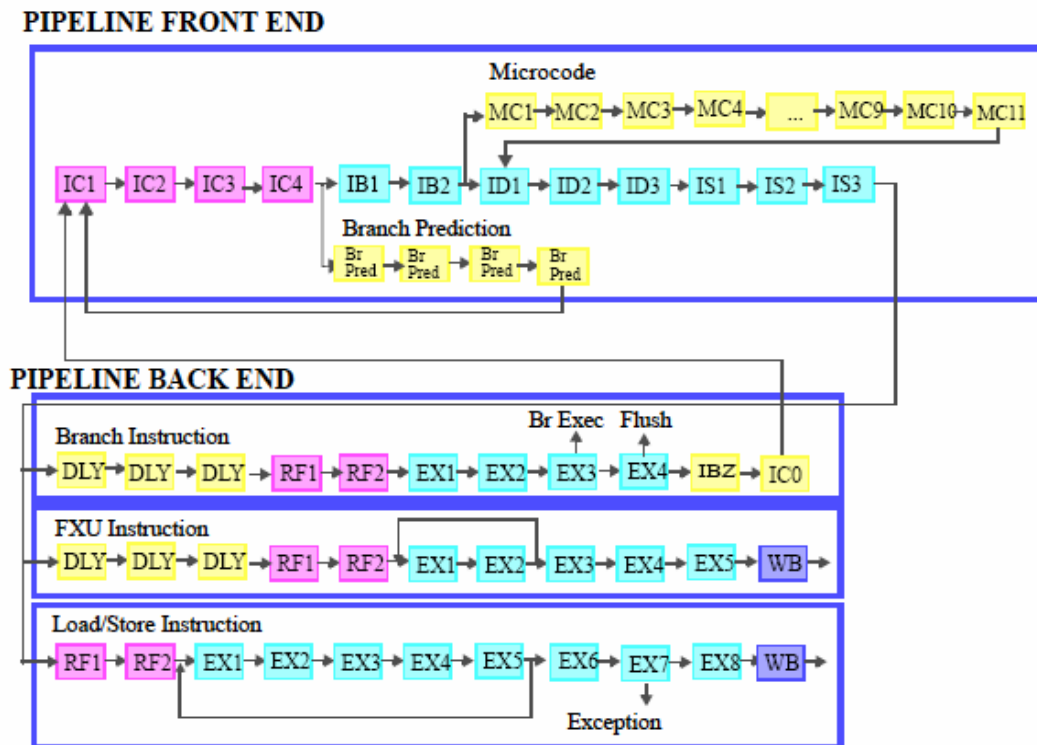 PIPELINE FRONT END
Microcode
MC1 MC2 MC3 MC4 ... MC9 MC10 MC11
IC1 IC2 IC3 IC4 IB1 IB2 ID1 ID2 ID3 IS1 IS2 IS3
Branch Prediction
Br Br Br Br
Pred Pred Pred Pred
PIPELINE BACK END
Br Exec Flush
Branch Instruction
DLY DLY DLY RF1 RF2 EX1 EX2 EX3 EX4 IBZ IC0
FXU Instruction
DLY DLY DLY RF1 RF2 EX1 EX2 EX3 EX4 EX5 WB
Load/Store Instruction
RF1 RF2 EX1 EX2 EX3 EX4 EX5 EX6 EX7 EX8 WB
Exception